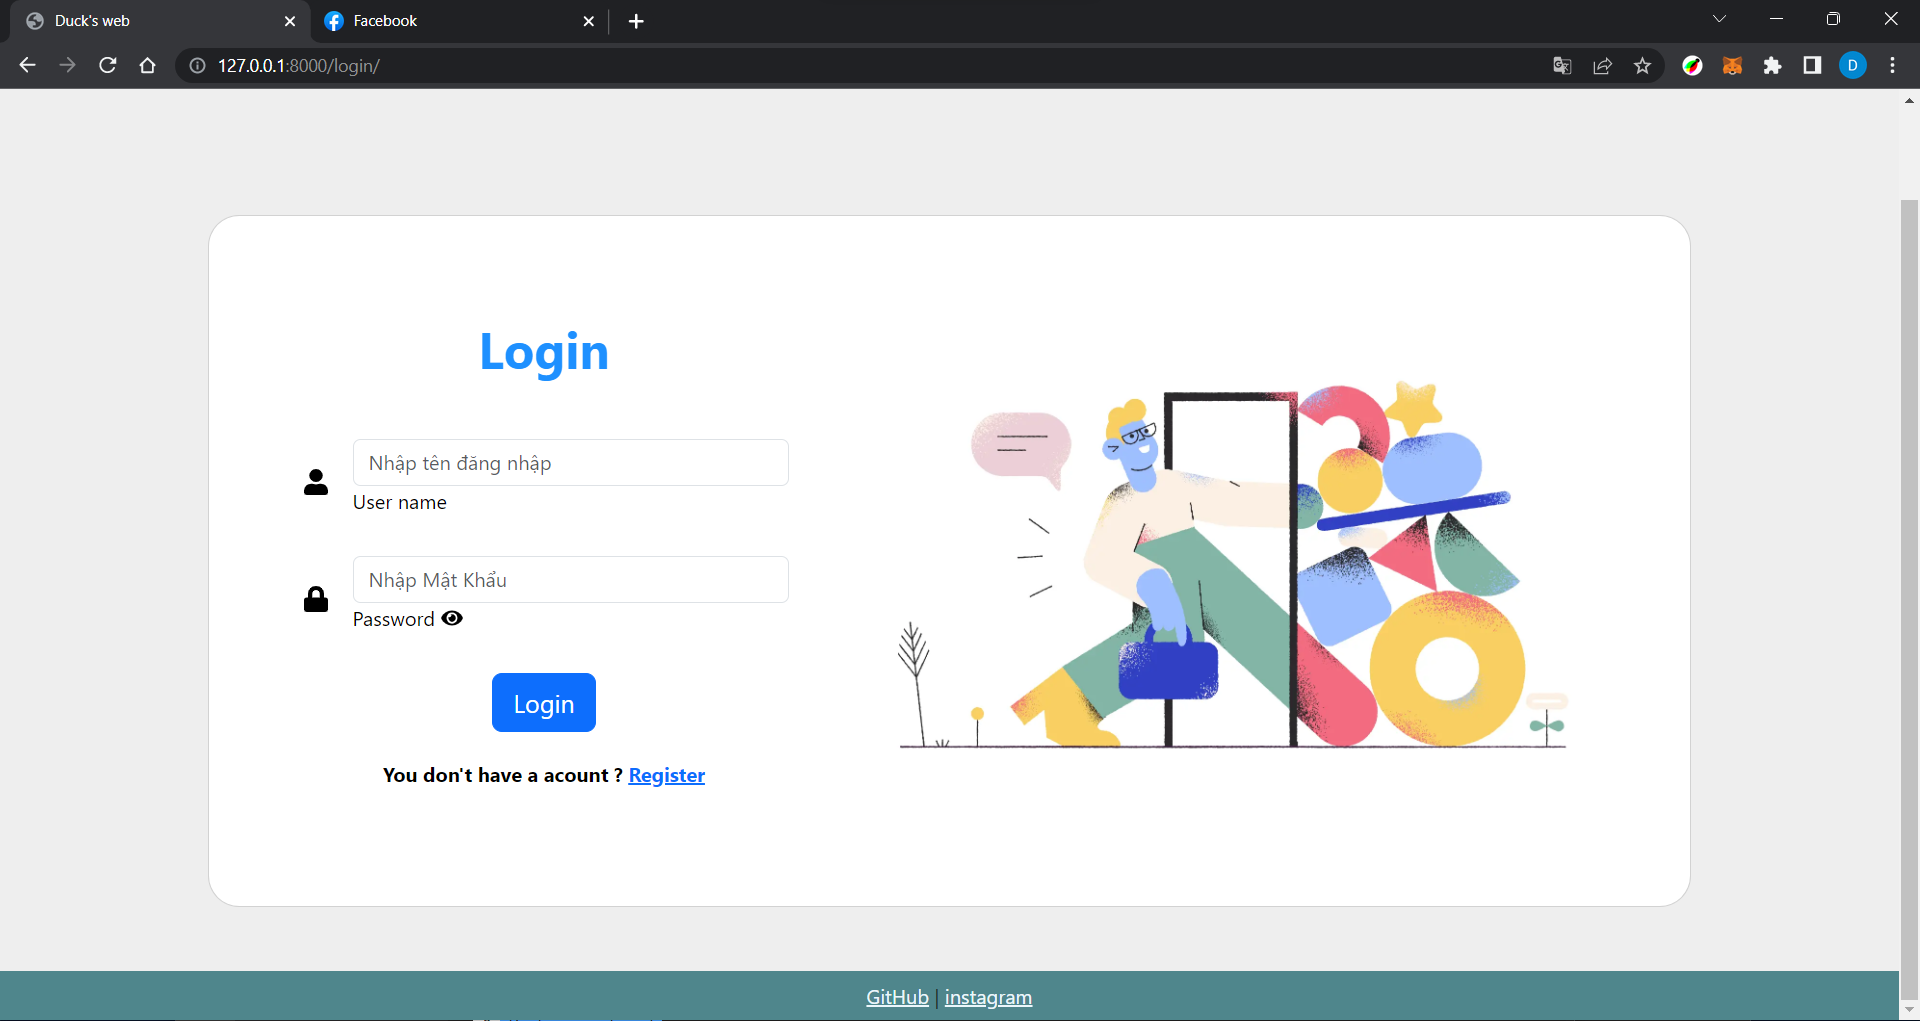 Duck's web
Facebook
127.0.0.1:8000/login/
D
Login
Nhập tên đăng nhập
User name
Nhập Mật Khẩu
Password
Login
You don't have a acount ? Register
GitHub | instagram